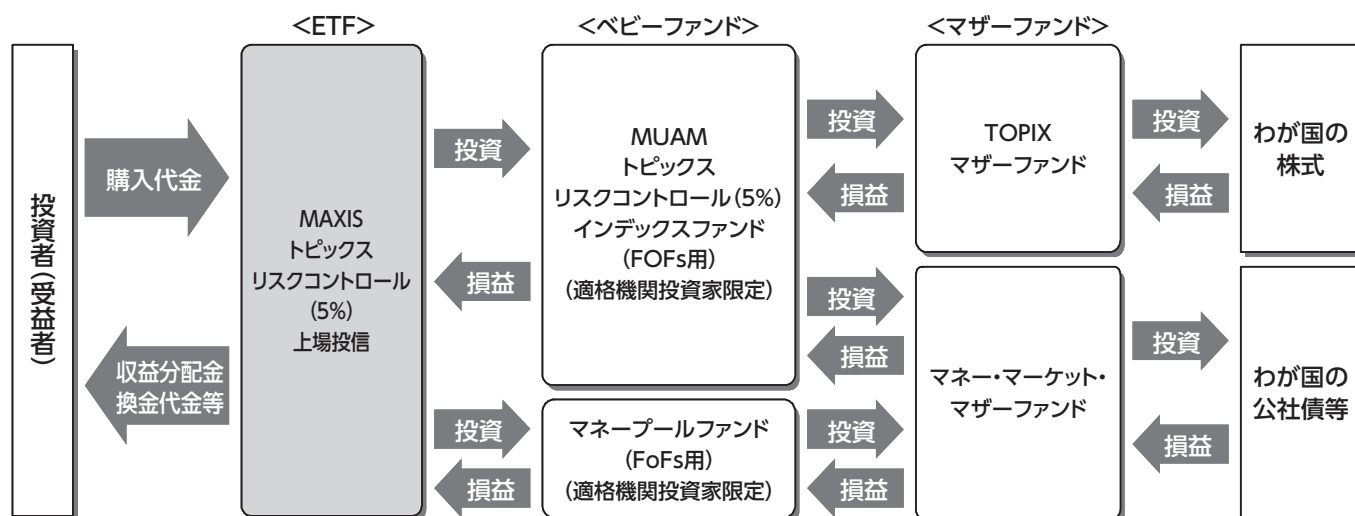 <ETF>
<ベビーファンド>
<マザーファンド>
投資者(受益者)
購入代金
収益分配金
換金代金等
MAXIS
トピックス
リスクコントロール
(5%)
上場投信
投資
損益
投資
損益
MUAM
トピックス
リスクコントロール(5%)
インデックスファンド
(FOFs用)
(適格機関投資家限定)
マネープールファンド
(FoFs用)
(適格機関投資家限定)
投資
損益
投資
損益
投資
損益
TOPIX
マザーファンド
マネー・マーケット・
マザーファンド
投資
損益
投資
損益
わが国の
株式
わが国の
公社債等